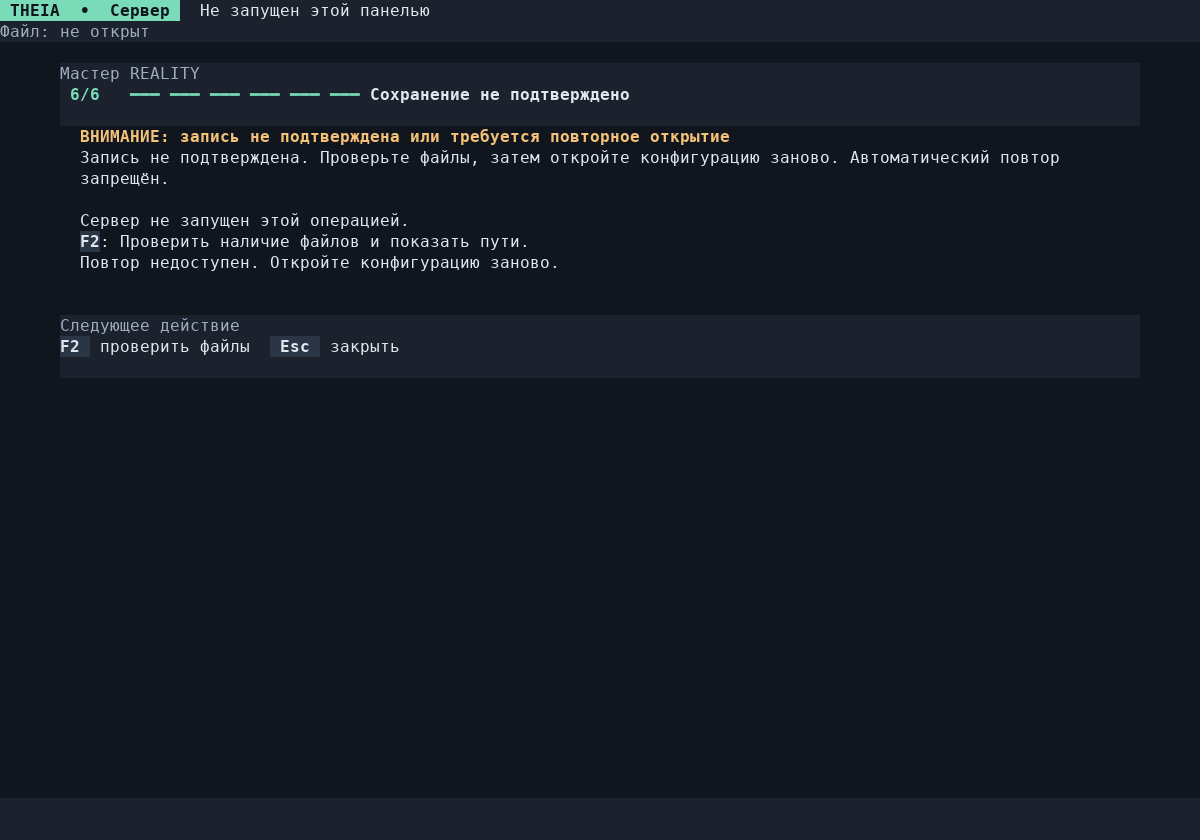 THEIA • Сервер Не запущен этой панелью
Файл: не открыт
Мастер REALITY
6/6 Сохранение не подтверждено
ВНИМАНИЕ: запись не подтверждена или требуется повторное открытие
Запись не подтверждена. Проверьте файлы, затем откройте конфигурацию заново. Автоматический повтор
запрещён.
Сервер не запущен этой операцией.
F2: Проверить наличие файлов и показать пути.
Повтор недоступен. Откройте конфигурацию заново.
Следующее действие
F2 проверить файлы Esc закрыть